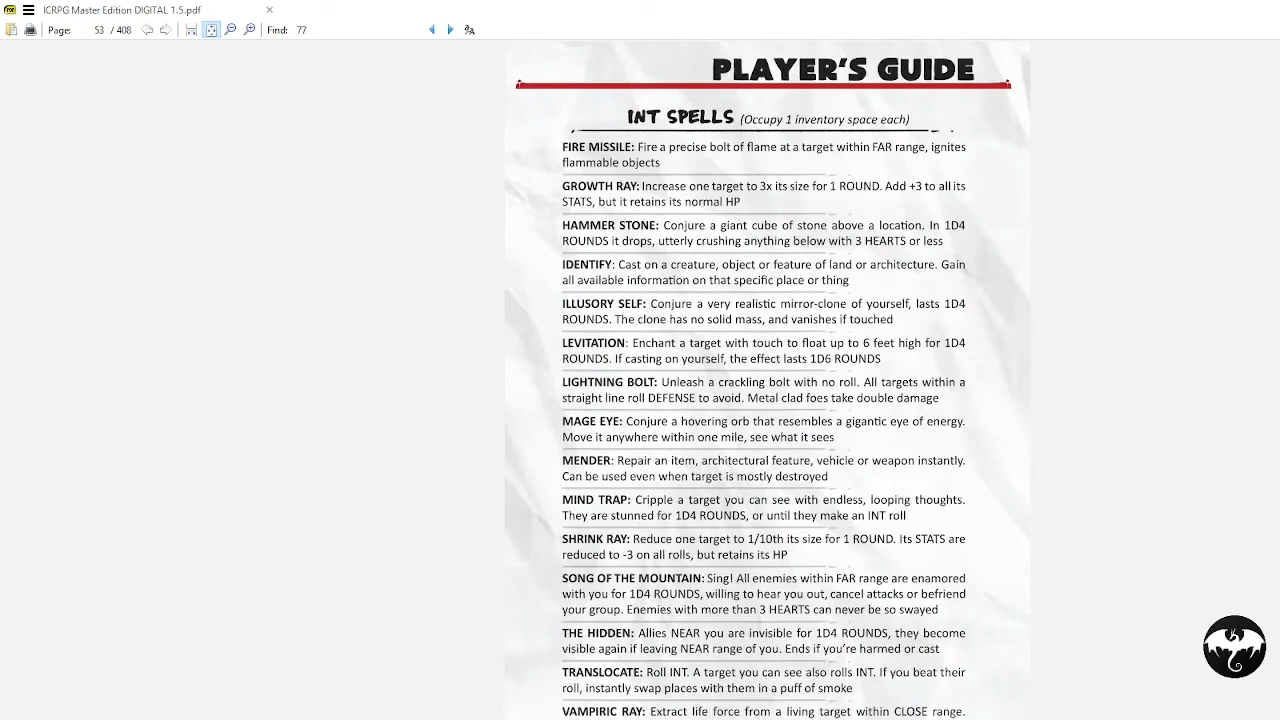 ICRPG Master Edition DIGITAL 1.5.pdf
Page: 53 / 408 Find: 77
PLAYER'S GUIDE
INT SPELLS (Occupy 1 inventory space each)
FIRE MISSILE: Fire a precise bolt of flame at a target within FAR range, ignites
flammable objects
GROWTH RAY: Increase one target to 3x its size for 1 ROUND. Add +3 to all its
STATS, but it retains its normal HP
HAMMER STONE: Conjure a giant cube of stone above a location. In 1D4
ROUNDS it drops, utterly crushing anything below with 3 HEARTS or less
IDENTIFY: Cast on a creature, object or feature of land or architecture. Gain
all available information on that specific place or thing
ILLUSORY SELF: Conjure a very realistic mirror-clone of yourself, lasts 1D4
ROUNDS. The clone has no solid mass, and vanishes if touched
LEVITATION: Enchant a target with touch to float up to 6 feet high for 1D4
ROUNDS. If casting on yourself, the effect lasts 1D6 ROUNDS
LIGHTNING BOLT: Unleash a crackling bolt with no roll. All targets within a
straight line roll DEFENSE to avoid. Metal clad foes take double damage
MAGE EYE: Conjure a hovering orb that resembles a gigantic eye of energy.
Move it anywhere within one mile, see what it sees
MENDER: Repair an item, architectural feature, vehicle or weapon instantly.
Can be used even when target is mostly destroyed
MIND TRAP: Cripple a target you can see with endless, looping thoughts.
They are stunned for 1D4 ROUNDS, or until they make an INT roll
SHRINK RAY: Reduce one target to 1/10th its size for 1 ROUND. Its STATS are
reduced to -3 on all rolls, but retains its HP
SONG OF THE MOUNTAIN: Sing! All enemies within FAR range are enamored
with you for 1D4 ROUNDS, willing to hear you out, cancel attacks or befriend
your group. Enemies with more than 3 HEARTS can never be so swayed
THE HIDDEN: Allies NEAR you are invisible for 1D4 ROUNDS, they become
visible again if leaving NEAR range of you. Ends if you're harmed or cast
TRANSLOCATE: Roll INT. A target you can see also rolls INT. If you beat their
roll, instantly swap places with them in a puff of smoke
VAMPIRIC RAY: Extract life force from a living target within CLOSE range.